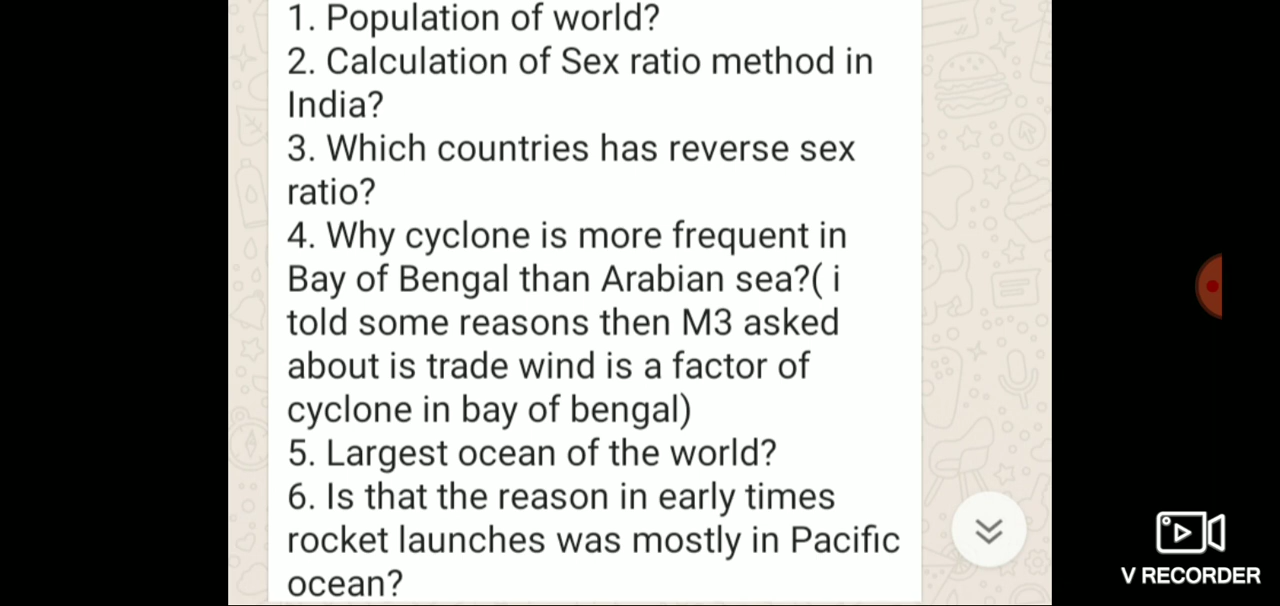 1. Population of world?
2. Calculation of Sex ratio method in
India?
3. Which countries has reverse sex
ratio?
4. Why cyclone is more frequent in
Bay of Bengal than Arabian sea?( i
told some reasons then M3 asked
about is trade wind is a factor of
cyclone in bay of bengal)
5. Largest ocean of the world?
6. Is that the reason in early times
rocket launches was mostly in Pacific
ocean?
V RECORDER